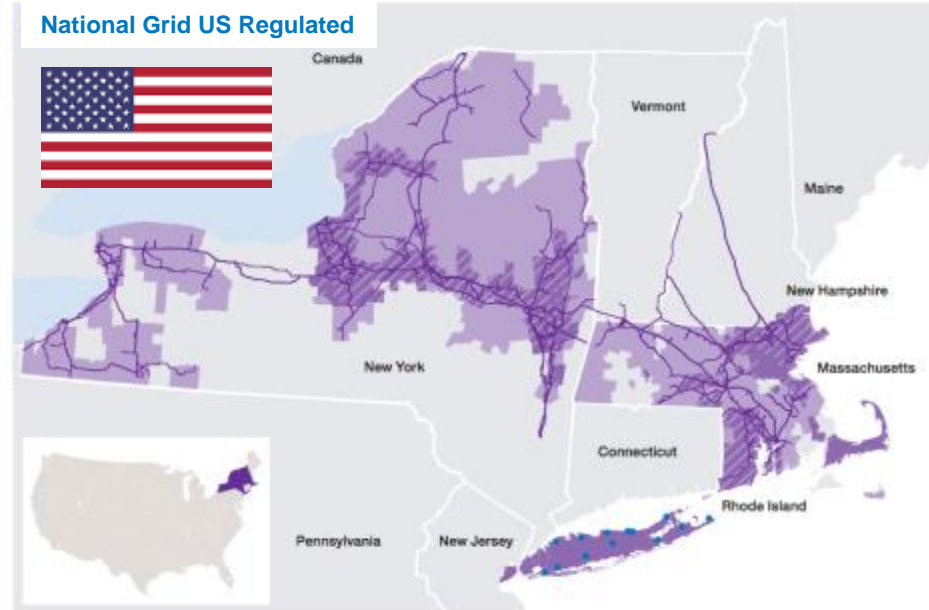 National Grid US Regulated
Canada
Vermont
Maine
New Hampshire
New York
Massachusetts
Connecticut
Rhode Island
Pennsylvania
New Jersey